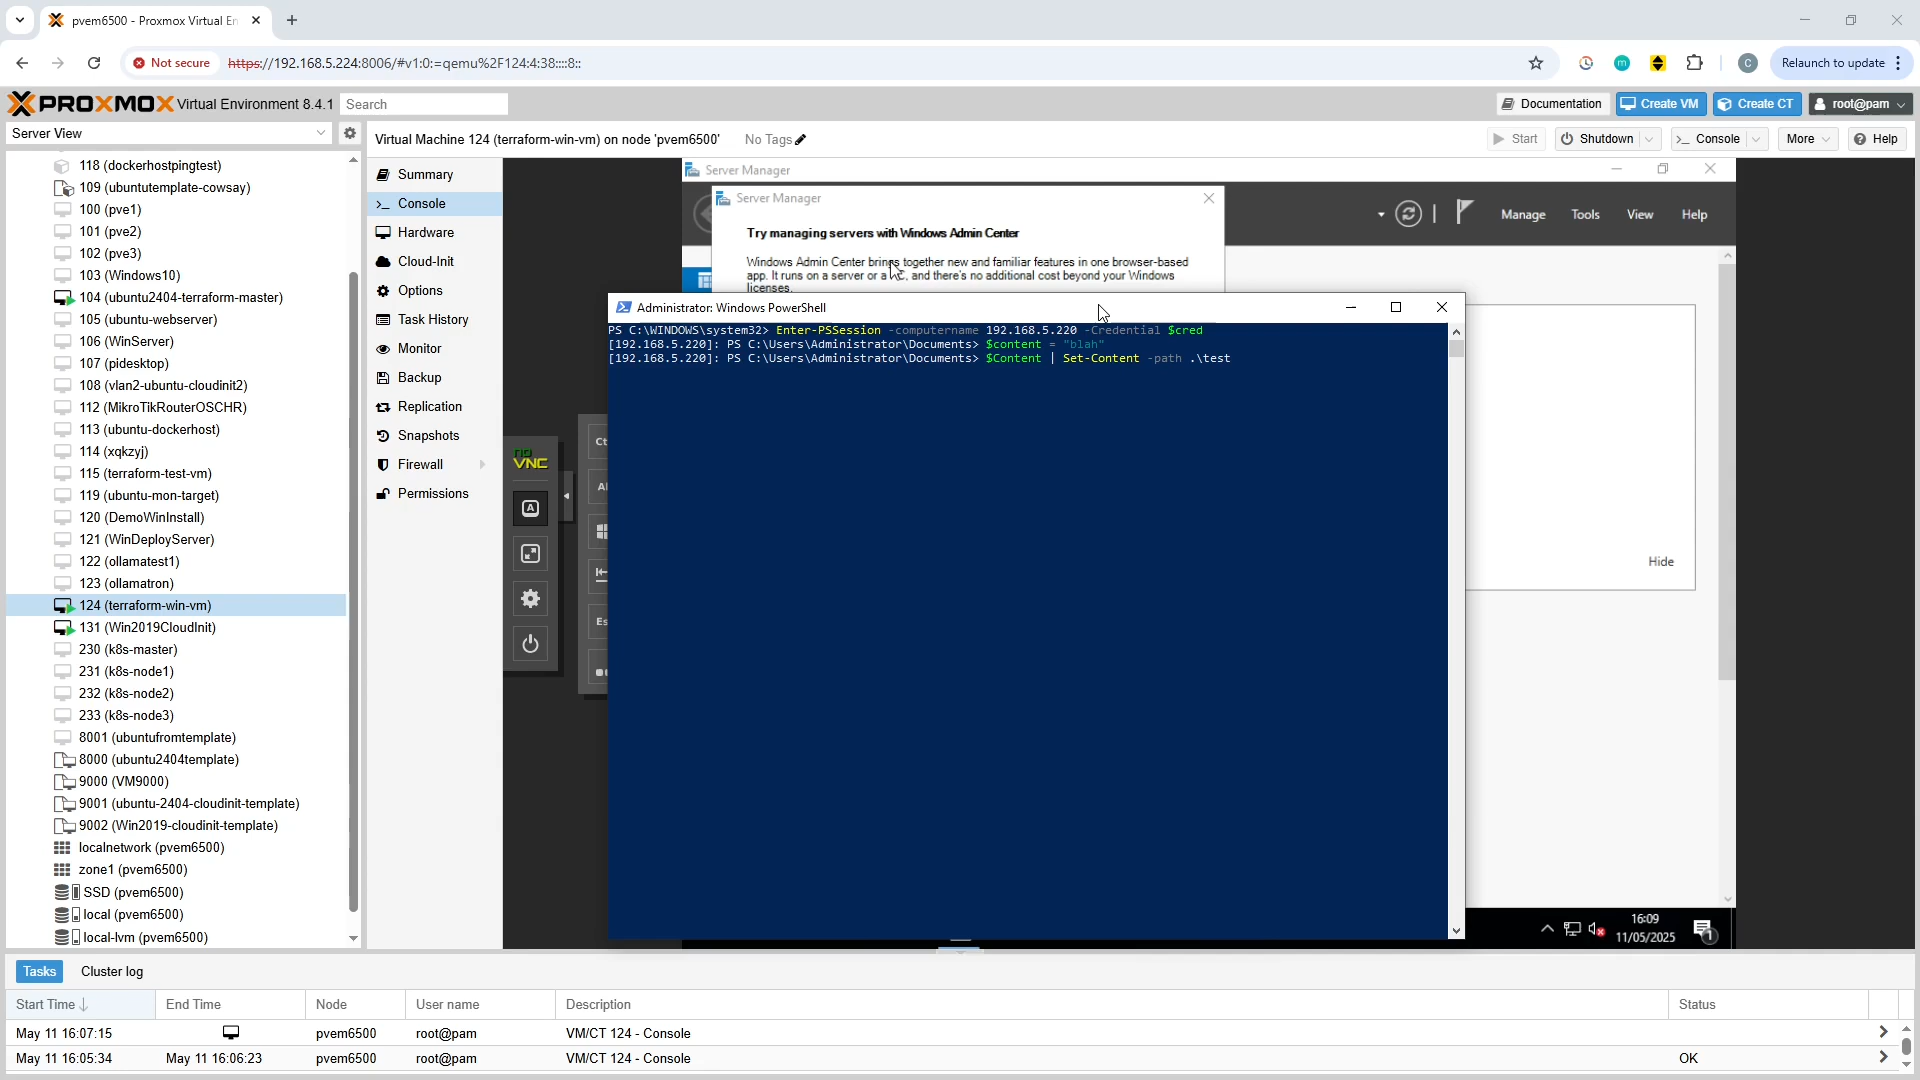 pvem6500 - Proxmox Virtual En
Not secure
https://192.168.5.224:8006/#v1:0:=qemu%2F124:4:38::::8::
C
Relaunch to update
PROXMOX Virtual Environment 8.4.1
Search
Documentation
Create VM
Create CT
root@pam
Server View
Virtual Machine 124 (terraform-win-vm) on node 'pvem6500'
No Tags
Start
Shutdown
Console
More
Help
118 (dockerhostpingtest)
109 (ubuntutemplate-cowsay)
100 (pve1)
101 (pve2)
102 (pve3)
103 (Windows10)
104 (ubuntu2404-terraform-master)
105 (ubuntu-webserver)
106 (WinServer)
107 (pidesktop)
108 (vlan2-ubuntu-cloudinit2)
112 (MikroTikRouterOSCHR)
113 (ubuntu-dockerhost)
114 (xqkzyj)
115 (terraform-test-vm)
119 (ubuntu-mon-target)
120 (DemoWinInstall)
121 (WinDeployServer)
122 (ollamatest1)
123 (ollamatron)
124 (terraform-win-vm)
131 (Win2019CloudInit)
230 (k8s-master)
231 (k8s-node1)
232 (k8s-node2)
233 (k8s-node3)
8001 (ubuntufromtemplate)
8000 (ubuntu2404template)
9000 (VM9000)
9001 (ubuntu-2404-cloudinit-template)
9002 (Win2019-cloudinit-template)
localnetwork (pvem6500)
zone1 (pvem6500)
SSD (pvem6500)
local (pvem6500)
local-lvm (pvem6500)
Summary
Console
Hardware
Cloud-Init
Options
Task History
Monitor
Backup
Replication
Snapshots
Firewall
Permissions
no
VNC
A
Ct
Es
Server Manager
Manage
Tools
View
Help
Server Manager
Try managing servers with Windows Admin Center
Windows Admin Center brings together new and familiar features in one browser-based
app. It runs on a server or a PC, and there's no additional cost beyond your Windows
licenses.
Administrator: Windows PowerShell
PS C:\WINDOWS\system32> Enter-PSSession -computername 192.168.5.220 -Credential $cred
[192.168.5.220]: PS C:\Users\Administrator\Documents> $content = "blah"
[192.168.5.220]: PS C:\Users\Administrator\Documents> $Content | Set-Content -path .\test
Hide
16:09
11/05/2025
1
Tasks
Cluster log
Start Time
End Time
Node
User name
Description
Status
May 11 16:07:15
pvem6500
root@pam
VM/CT 124 - Console
May 11 16:05:34
May 11 16:06:23
pvem6500
root@pam
VM/CT 124 - Console
OK